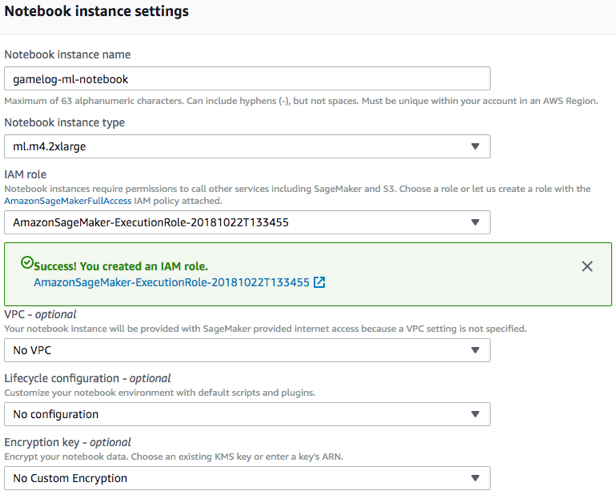 Notebook instance settings
Notebook instance name
gamelog-ml-notebook
Maximum of 63 alphanumeric characters. Can include hyphens (-), but not spaces. Must be unique within your account in an AWS Region.
Notebook instance type
ml.m4.2xlarge
IAM role
Notebook instances require permissions to call other services including SageMaker and S3. Choose a role or let us create a role with the
AmazonSageMakerFullAccess IAM policy attached.
AmazonSageMaker-ExecutionRole-20181022T133455
Success! You created an IAM role.
AmazonSageMaker-ExecutionRole-20181022T133455
VPC - optional
Your notebook instance will be provided with SageMaker provided internet access because a VPC setting is not specified.
No VPC
Lifecycle configuration - optional
Customize your notebook environment with default scripts and plugins.
No configuration
Encryption key - optional
Encrypt your notebook data. Choose an existing KMS key or enter a key's ARN.
No Custom Encryption